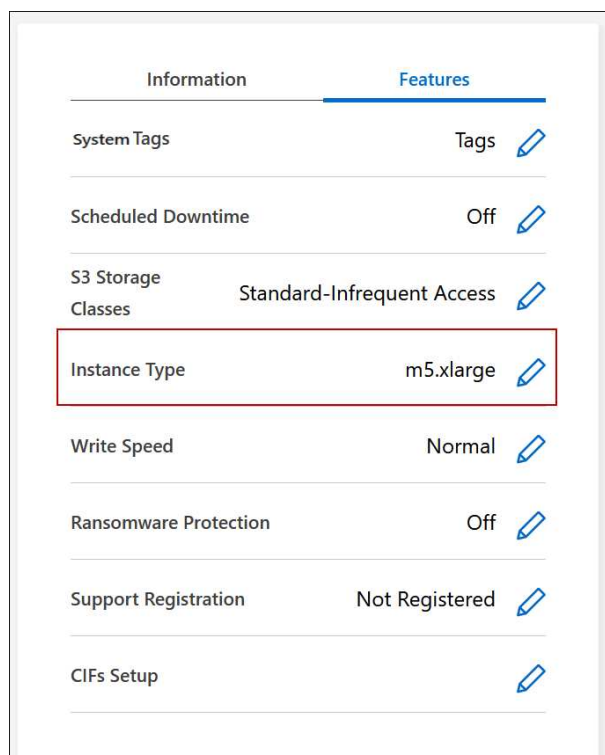 Information Features
System Tags Tags
Scheduled Downtime Off
S3 Storage
Classes Standard-Infrequent Access
Instance Type m5.xlarge
Write Speed Normal
Ransomware Protection Off
Support Registration Not Registered
CIFs Setup